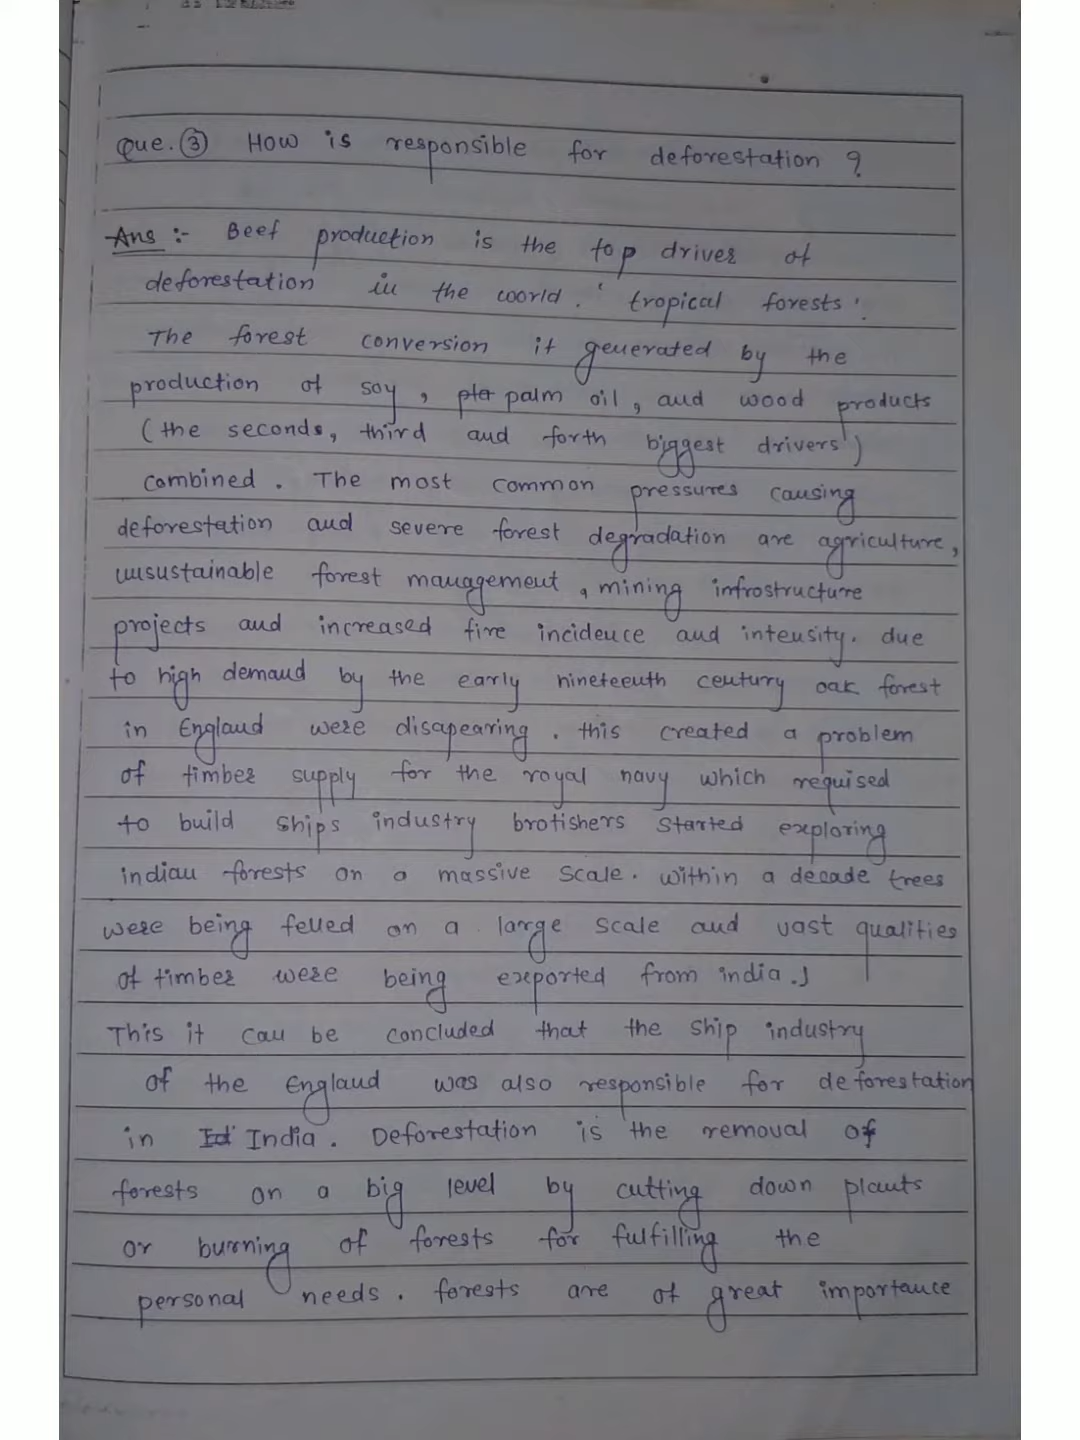 Que. ③ How is responsible for deforestation ?
Ans :- Beef production is the top driver of
deforestation in the world. ' tropical forests '.
The forest conversion it generated by the
production of soy, palm oil, and wood products
(the seconds, third and forth biggest drivers')
combined. The most common pressures causing
deforestation and severe forest degradation are agriculture,
unsustainable forest management, mining infrostructure
projects and increased fire incidence and intensity. due
to high demand by the early nineteenth century oak forest
in England were disapearing. this created a problem
of timber supply for the royal navy which requised
to build ships industry brotishers started exploring
indian forests on a massive scale. within a decade trees
were being felled on a large scale and vast qualities
of timber were being exported from india.
This it can be concluded that the ship industry
of the England was also responsible for deforestation
in India. Deforestation is the removal of
forests on a big level by cutting down plants
or burning of forests for fulfilling the
personal needs. forests are of great importance